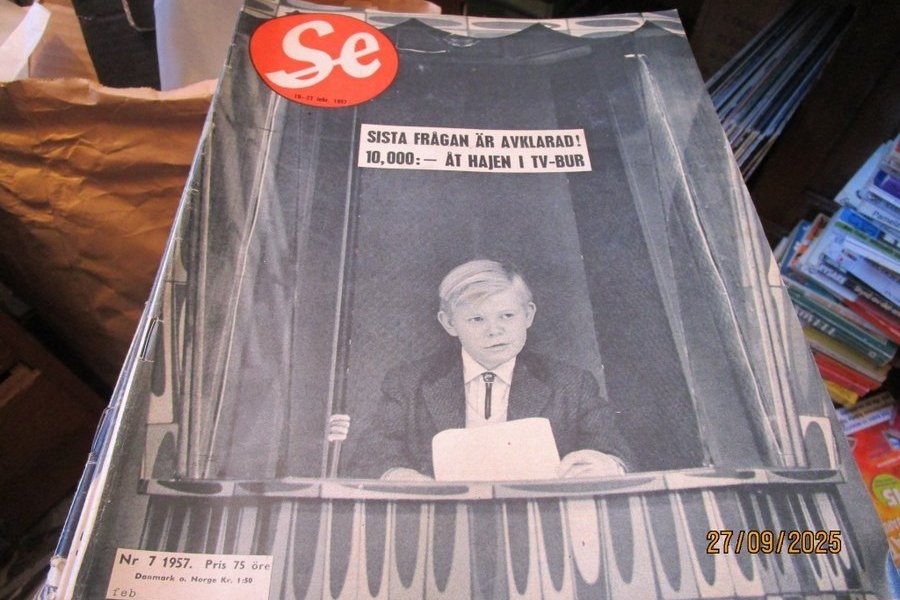 Se
SISTA FRÅGAN ÄR AVKLARAD!
10,000:— ÅT HAJEN I TV-BUR
Nr 7 1957. Pris 75 öre
Danmark o. Norge Kr. 1:50
feb
27/09/2025